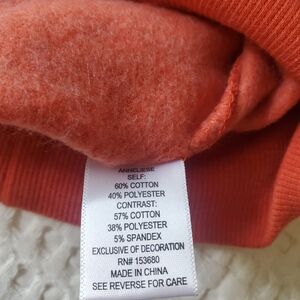 ANNELIESE
SELF:
60% COTTON
40% POLYESTER
CONTRAST:
57% COTTON
38% POLYESTER
5% SPANDEX
EXCLUSIVE OF DECORATION
RN# 153680
MADE IN CHINA
SEE REVERSE FOR CARE